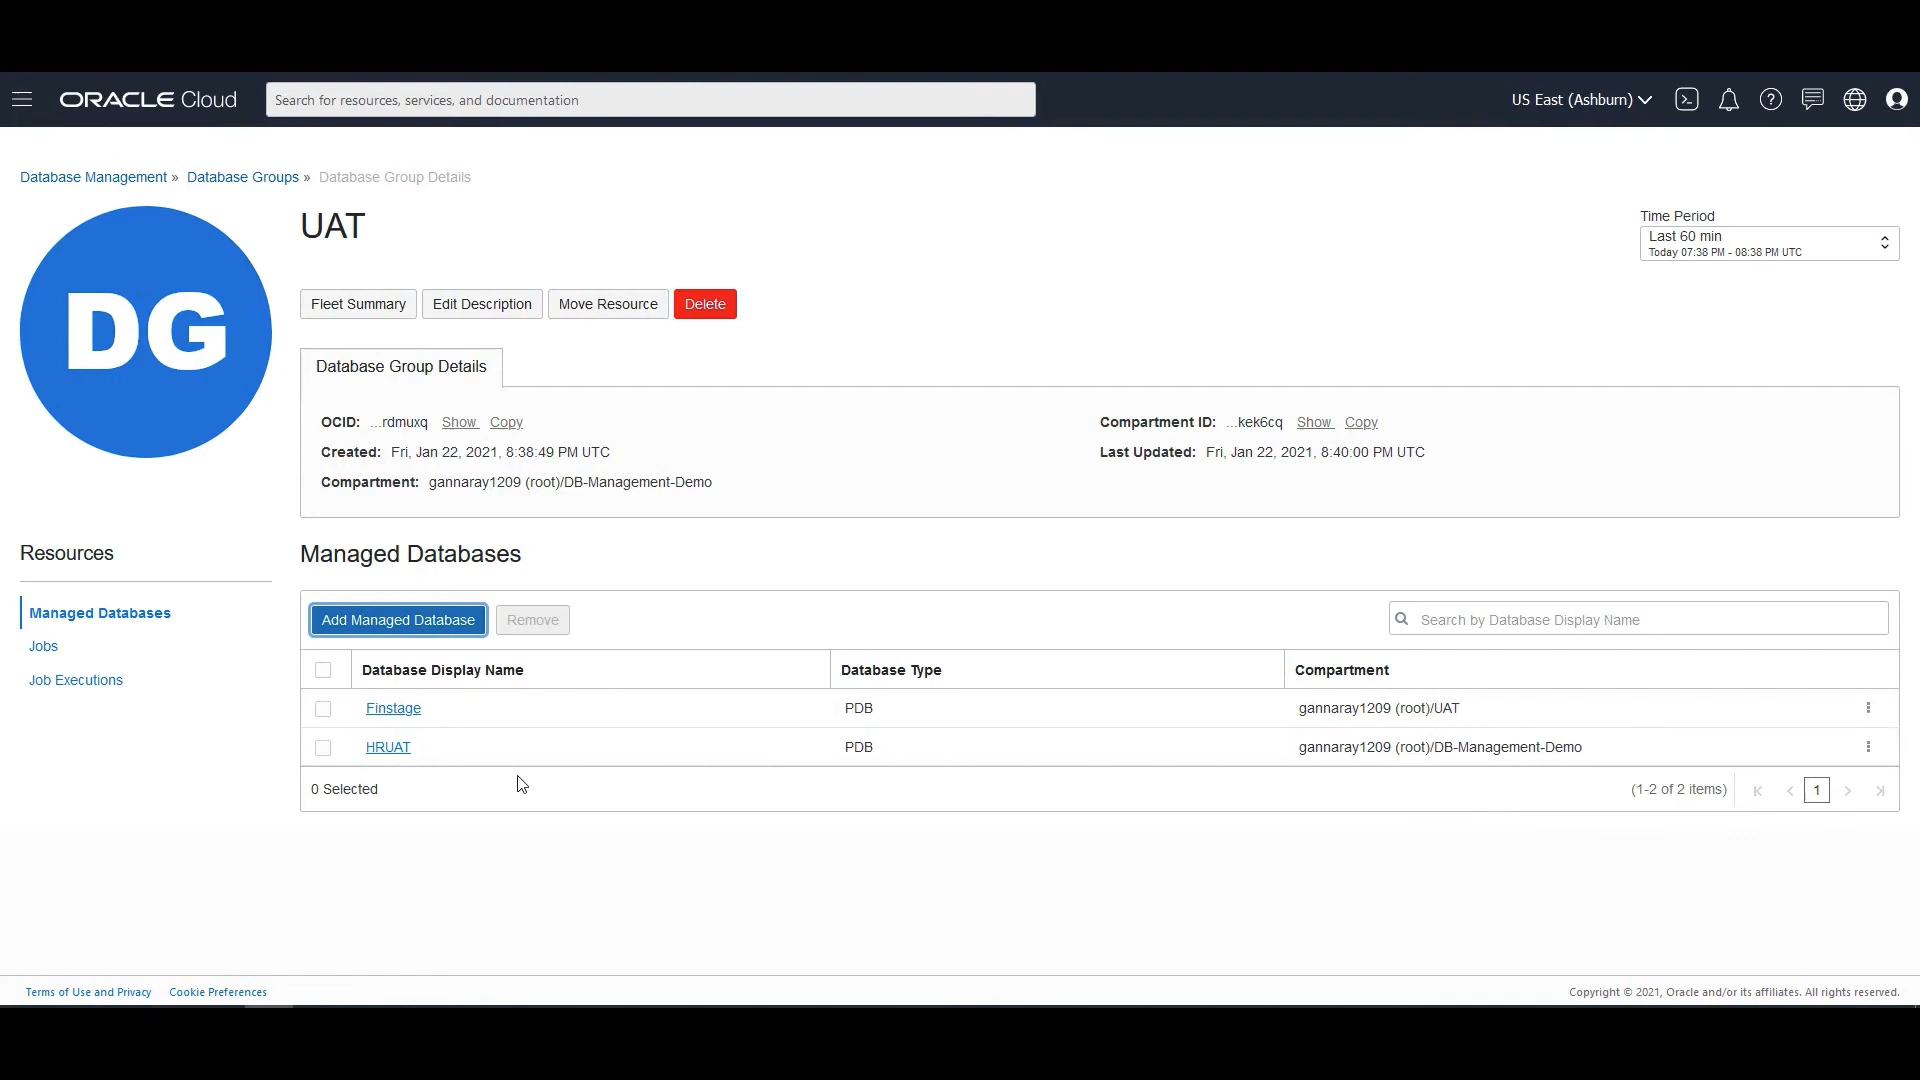 ORACLE Cloud
Search for resources, services, and documentation
US East (Ashburn)
Database Management » Database Groups » Database Group Details
DG
UAT
Time Period
Last 60 min
Today 07:38 PM - 08:38 PM UTC
Fleet Summary
Edit Description
Move Resource
Delete
Database Group Details
OCID: ...rdmuxq Show Copy
Compartment ID: ...kek6cq Show Copy
Created: Fri, Jan 22, 2021, 8:38:49 PM UTC
Last Updated: Fri, Jan 22, 2021, 8:40:00 PM UTC
Compartment: gannaray1209 (root)/DB-Management-Demo
Resources
Managed Databases
Jobs
Job Executions
Managed Databases
Add Managed Database
Remove
Search by Database Display Name
Database Display Name Database Type Compartment
Finstage PDB gannaray1209 (root)/UAT
HRUAT PDB gannaray1209 (root)/DB-Management-Demo
0 Selected
(1-2 of 2 items)
1
Terms of Use and Privacy
Cookie Preferences
Copyright © 2021, Oracle and/or its affiliates. All rights reserved.